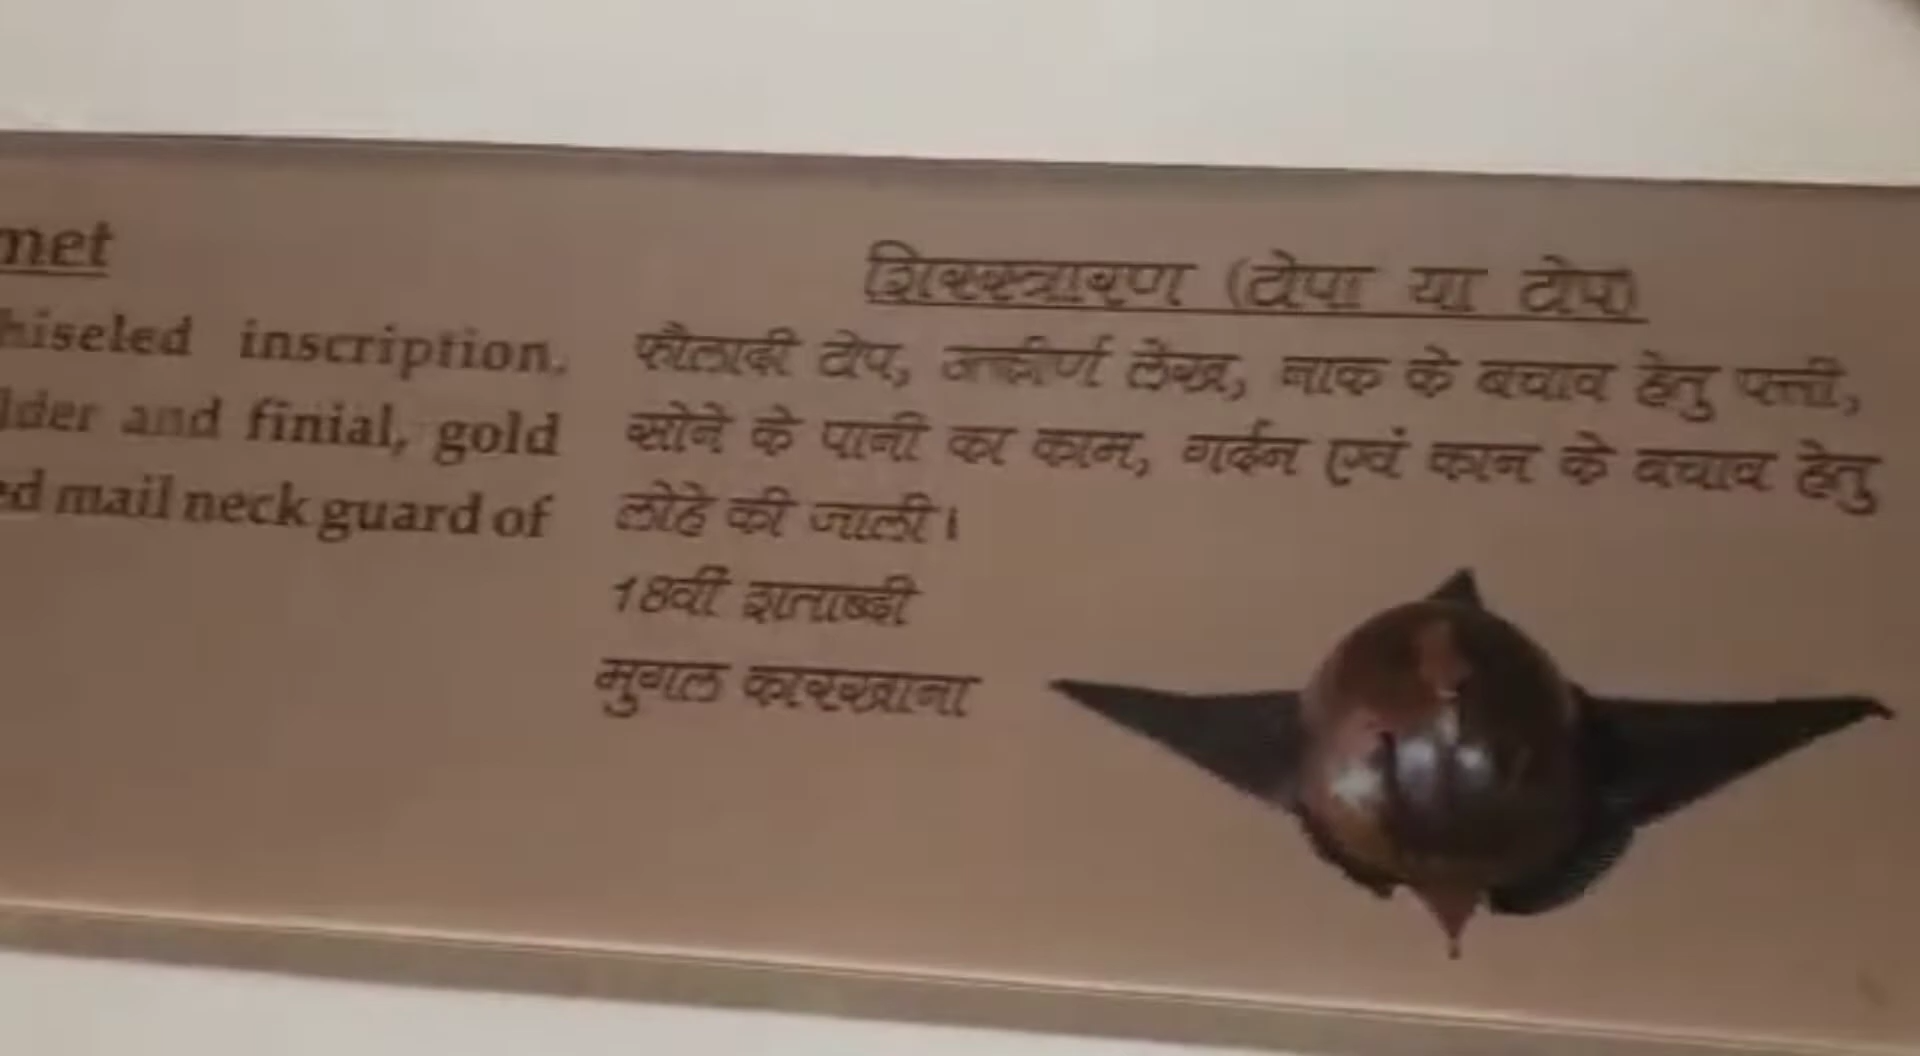 met
hiseled inscription,
lder and finial, gold
ed mail neck guard of
शिरस्त्राण (टोपा या टोप)
फौलादी टोप, उत्कीर्ण लेख, नाक के बचाव हेतु पत्ती,
सोने के पानी का काम, गर्दन एवं कान के बचाव हेतु
लोहे की जाली।
18वीं शताब्दी
मुगल कारखाना